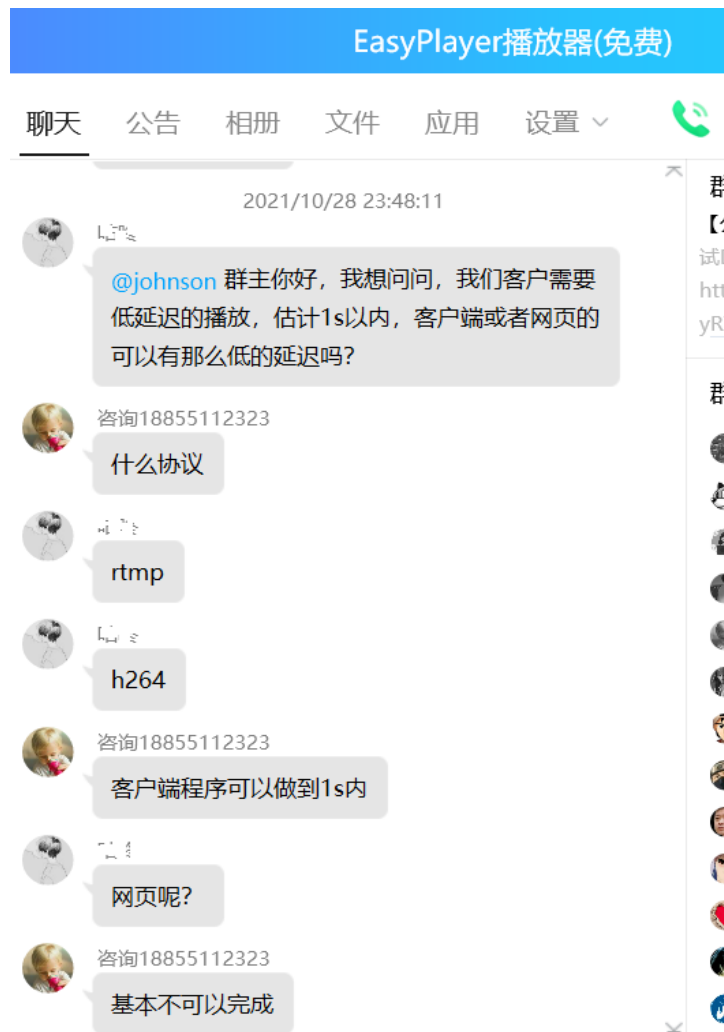 EasyPlayer播放器(免费)
聊天 公告 相册 文件 应用 设置
2021/10/28 23:48:11
@johnson 群主你好，我想问问，我们客户需要
低延迟的播放，估计1s以内，客户端或者网页的
可以有那么低的延迟吗？
咨询18855112323
什么协议
rtmp
h264
咨询18855112323
客户端程序可以做到1s内
网页呢？
咨询18855112323
基本不可以完成
群
试
htt
yR
群